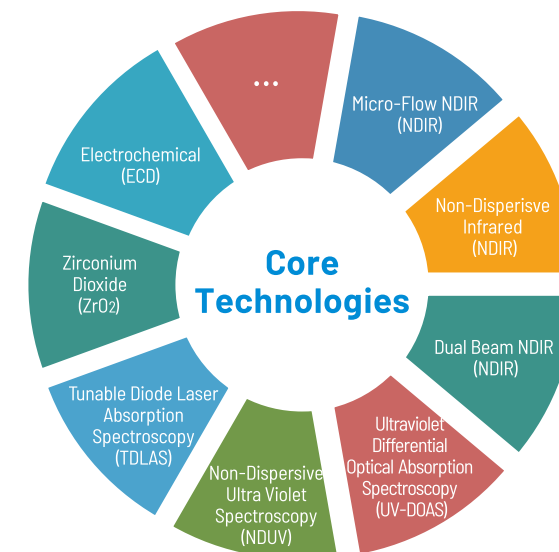 ...
Micro-Flow NDIR
(NDIR)
Non-Disperisve
Infrared
(NDIR)
Dual Beam NDIR
(NDIR)
Ultraviolet
Differential
Optical Absorption
Spectroscopy
(UV-DOAS)
Non-Dispersive
Ultra Violet
Spectroscopy
(NDUV)
Tunable Diode Laser
Absorption
Spectroscopy
(TDLAS)
Zirconium
Dioxide
(ZrO2)
Electrochemical
(ECD)
Core
Technologies